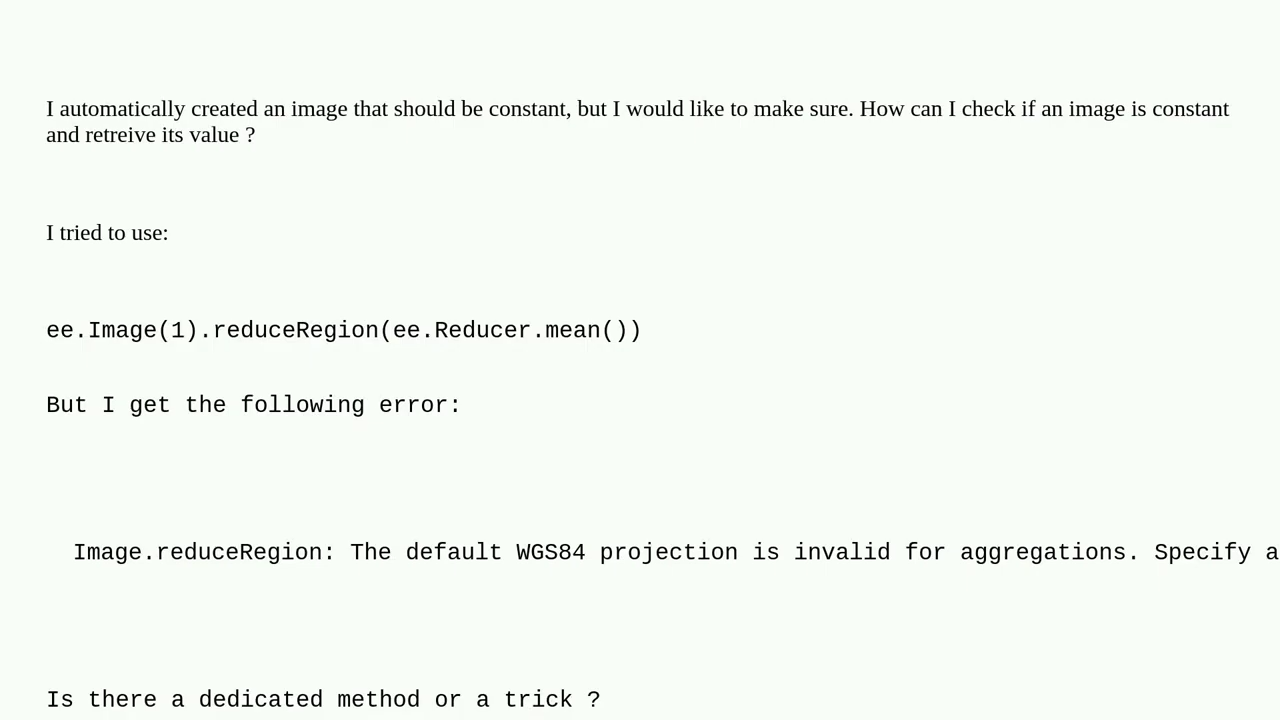 I automatically created an image that should be constant, but I would like to make sure. How can I check if an image is constant
and retreive its value ?
I tried to use:
ee.Image(1).reduceRegion(ee.Reducer.mean())
But I get the following error:
Image.reduceRegion: The default WGS84 projection is invalid for aggregations. Specify a
Is there a dedicated method or a trick ?